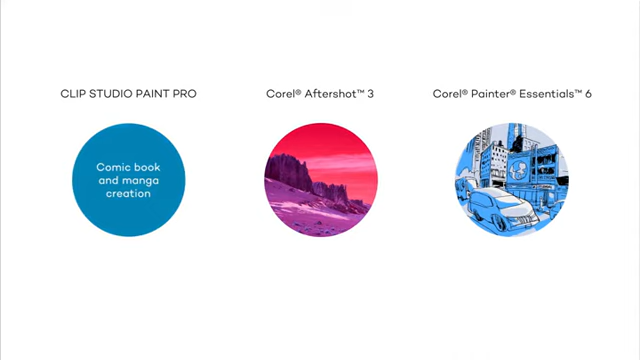 CLIP STUDIO PAINT PRO
Corel® Aftershot™ 3
Corel® Painter® Essentials™ 6
Comic book
and manga
creation